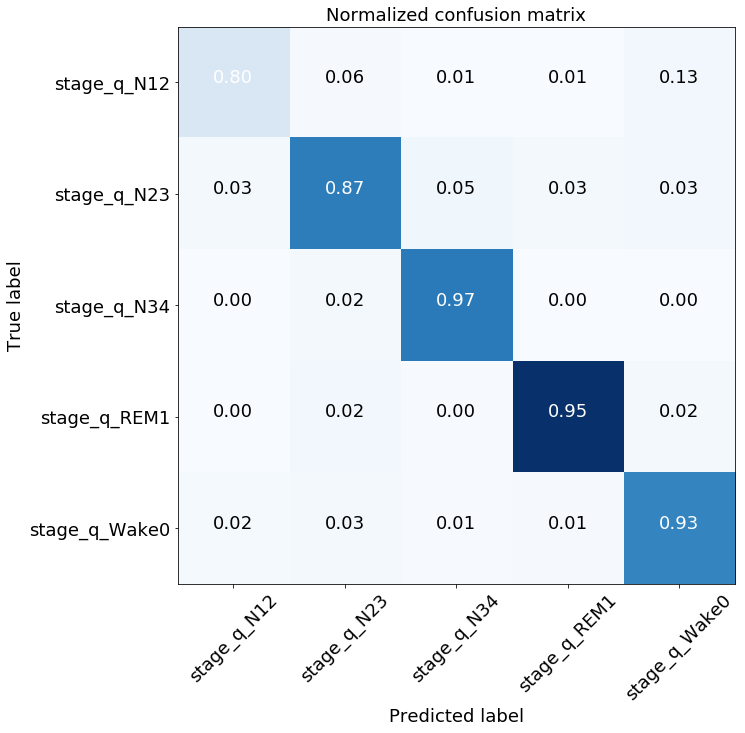 Normalized confusion matrix
True label
stage_q_N12 0.80 0.06 0.01 0.01 0.13
stage_q_N23 0.03 0.87 0.05 0.03 0.03
stage_q_N34 0.00 0.02 0.97 0.00 0.00
stage_q_REM1 0.00 0.02 0.00 0.95 0.02
stage_q_Wake0 0.02 0.03 0.01 0.01 0.93
stage_q_N12 stage_q_N23 stage_q_N34 stage_q_REM1 stage_q_Wake0
Predicted label